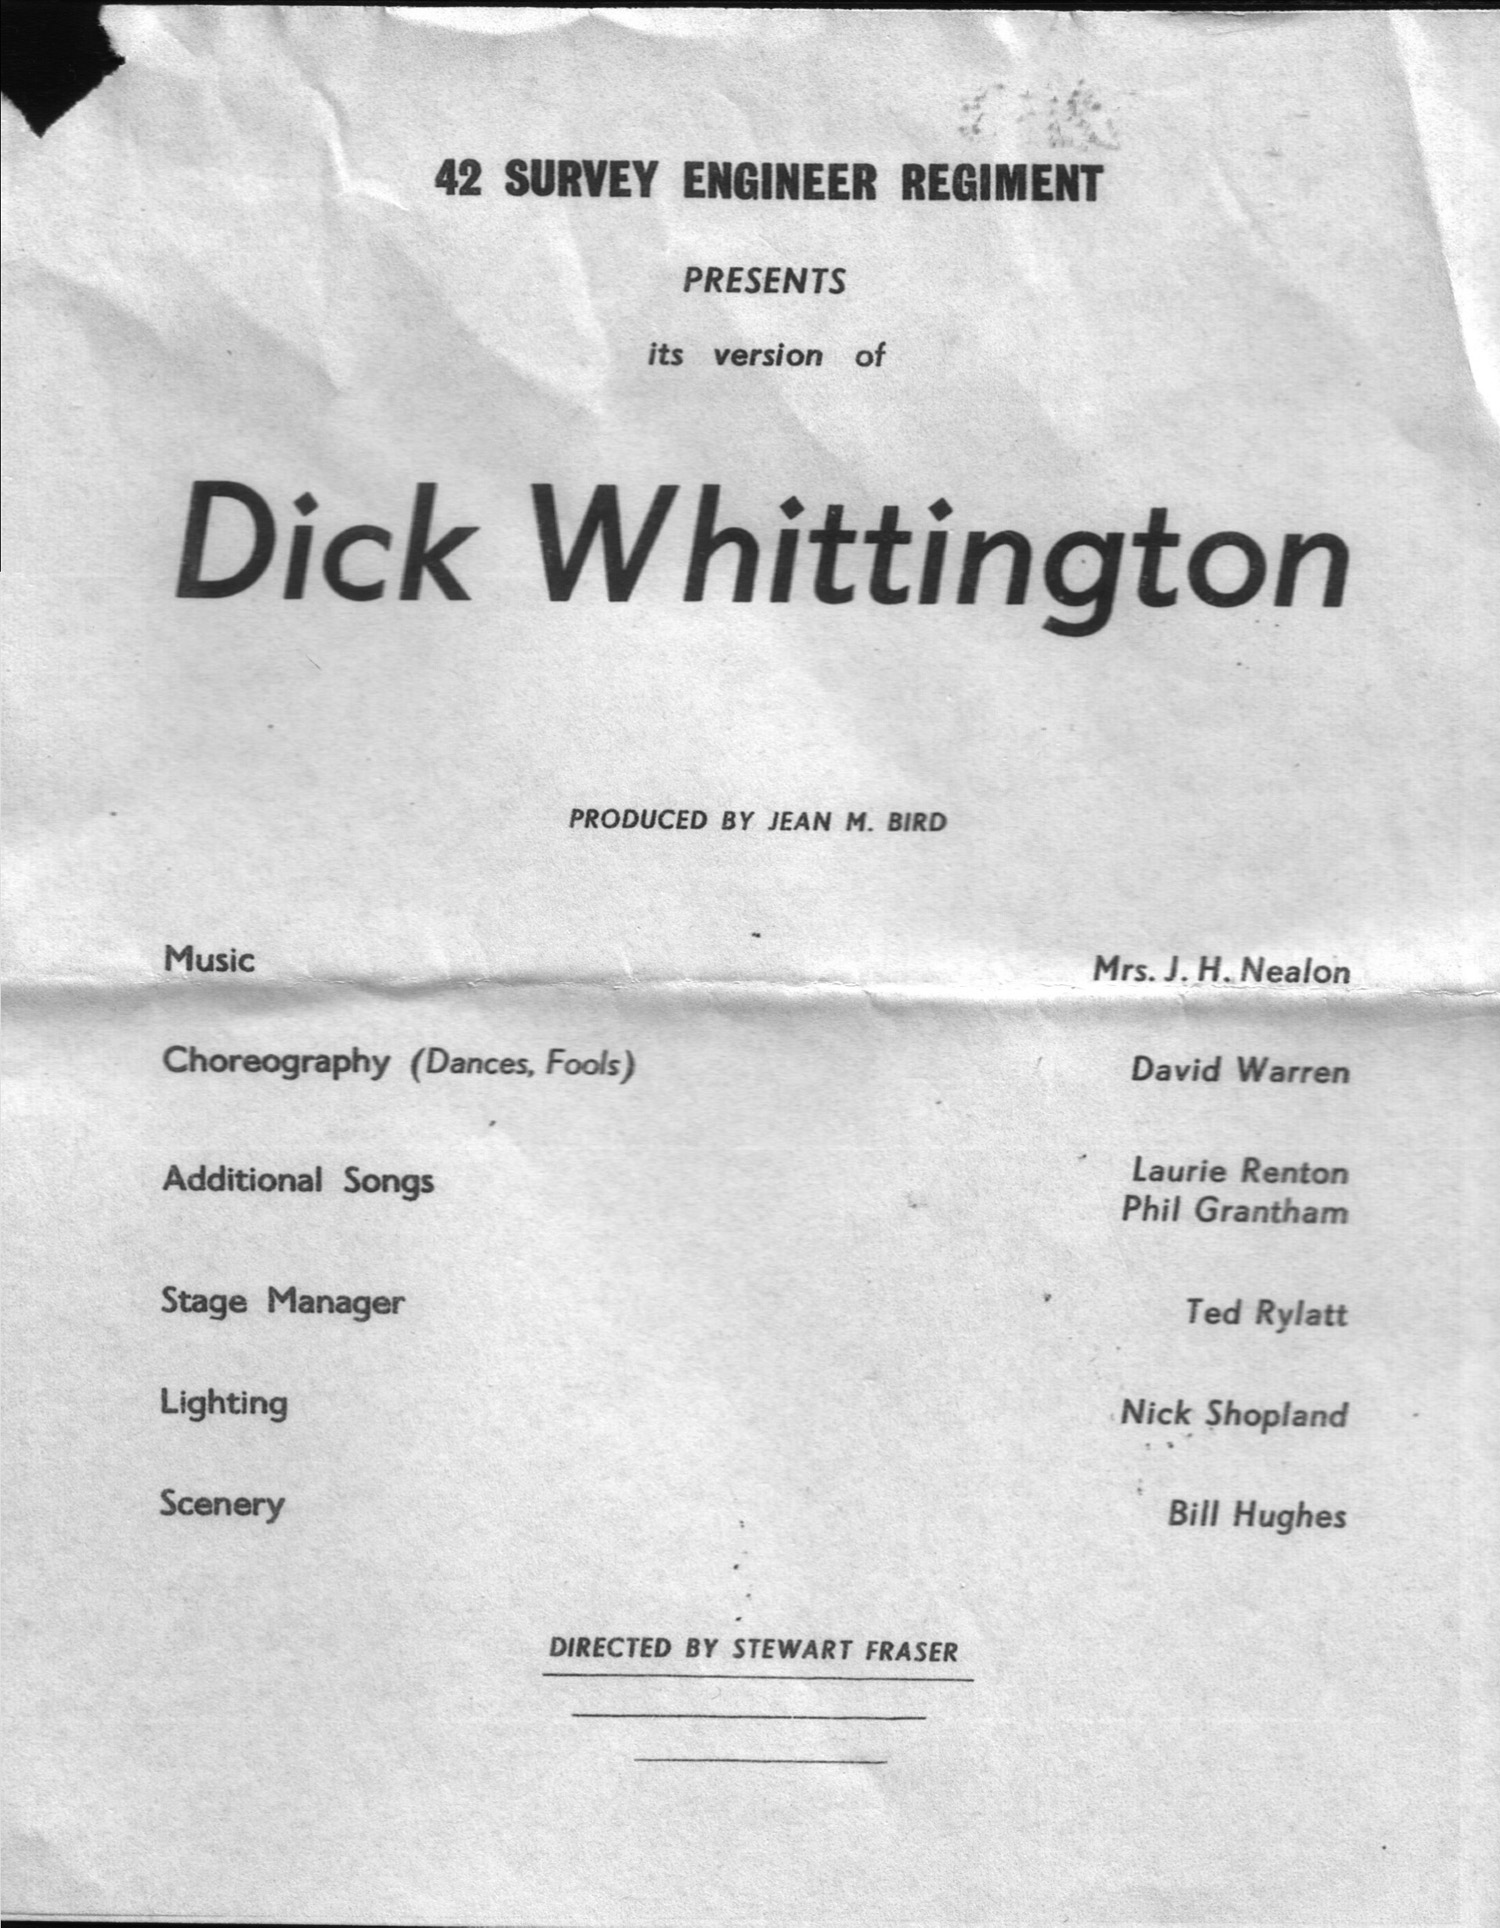 42 SURVEY ENGINEER REGIMENT
PRESENTS
its version of
Dick Whittington
PRODUCED BY JEAN M. BIRD
Music Mrs. J. H. Nealon
Choreography (Dances, Fools) David Warren
Additional Songs Laurie Renton
Phil Grantham
Stage Manager Ted Rylatt
Lighting Nick Shopland
Scenery Bill Hughes
DIRECTED BY STEWART FRASER